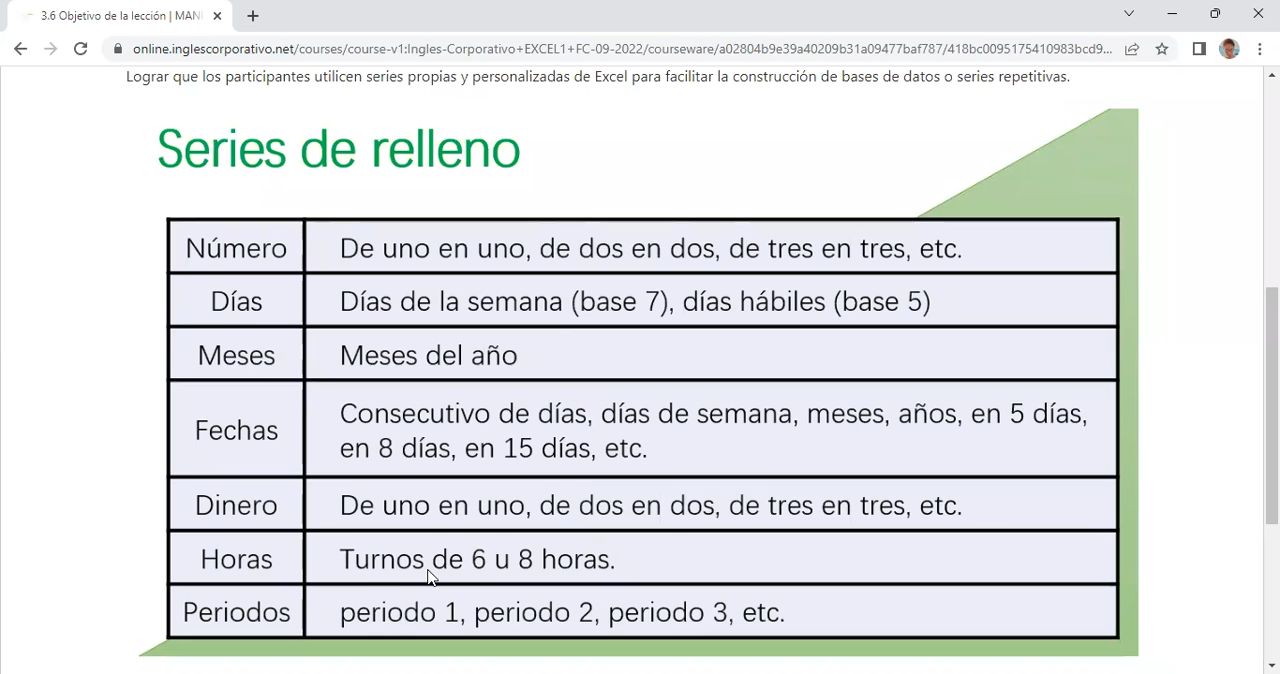 3.6 Objetivo de la lección | MAN
online.inglescorporativo.net/courses/course-v1:Ingles-Corporativo+EXCEL1+FC-09-2022/courseware/a02804b9e39a40209b31a09477baf787/418bc0095175410983bcd9...
Lograr que los participantes utilicen series propias y personalizadas de Excel para facilitar la construcción de bases de datos o series repetitivas.
Series de relleno
Número De uno en uno, de dos en dos, de tres en tres, etc.
Días Días de la semana (base 7), días hábiles (base 5)
Meses Meses del año
Fechas Consecutivo de días, días de semana, meses, años, en 5 días,
en 8 días, en 15 días, etc.
Dinero De uno en uno, de dos en dos, de tres en tres, etc.
Horas Turnos de 6 u 8 horas.
Periodos periodo 1, periodo 2, periodo 3, etc.